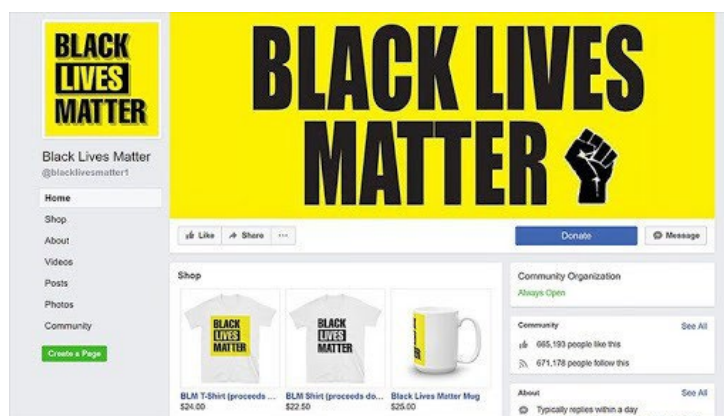 BLACK
LIVES
MATTER
BLACK LIVES
MATTER
Black Lives Matter
@blacklivesmatter1
Home
Shop
About
Videos
Posts
Photos
Community
Create a Page
Like Share ...
Donate
Message
Shop
BLACK
LIVES
MATTER
BLACK
LIVES
MATTER
BLM T-Shirt (proceeds ...
$24.00
BLM Shirt (proceeds do...
$22.50
Black Lives Matter Mug
$25.00
Community Organization
Always Open
Community See All
665,193 people like this
671,178 people follow this
About See All
Typically replies within a day